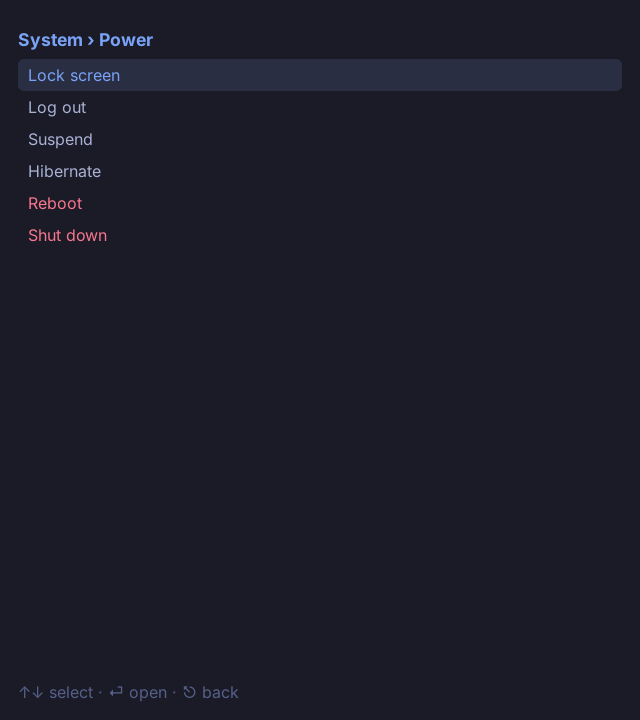 System › Power
Lock screen
Log out
Suspend
Hibernate
Reboot
Shut down
↑↓ select · ⏎ open · ⎋ back